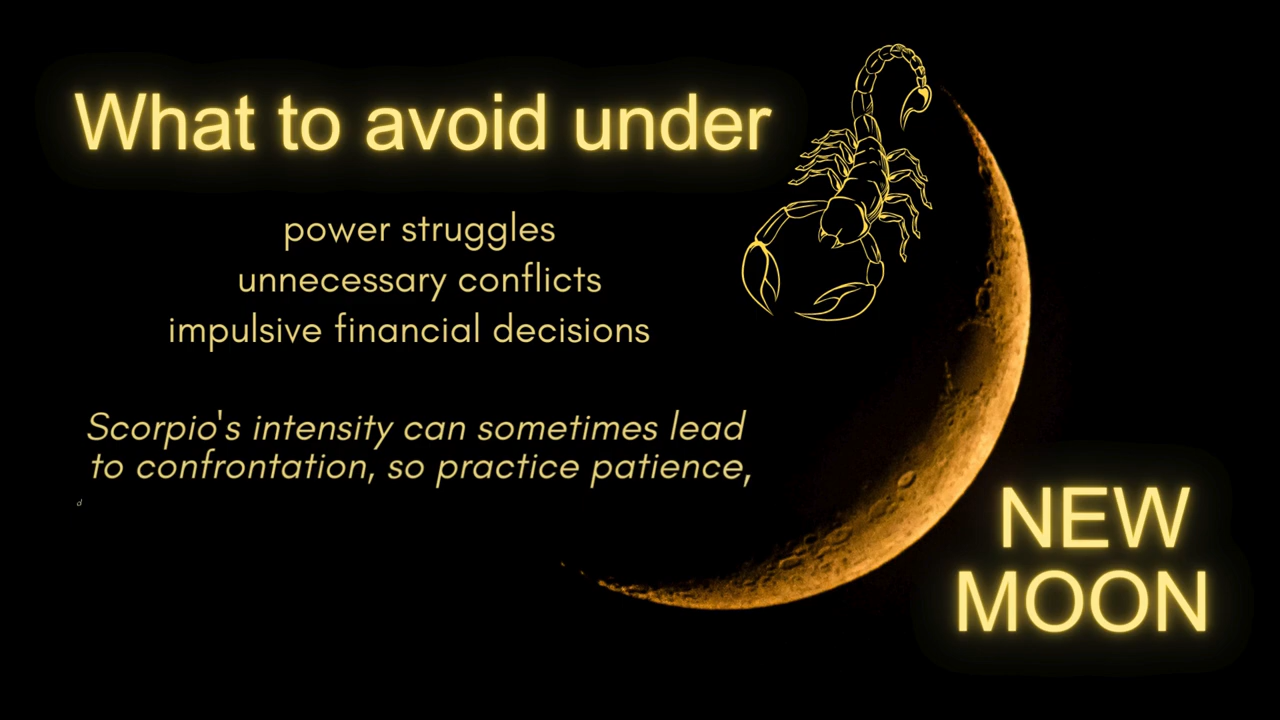 What to avoid under
power struggles
unnecessary conflicts
impulsive financial decisions
Scorpio's intensity can sometimes lead
to confrontation, so practice patience,
d
NEW
MOON